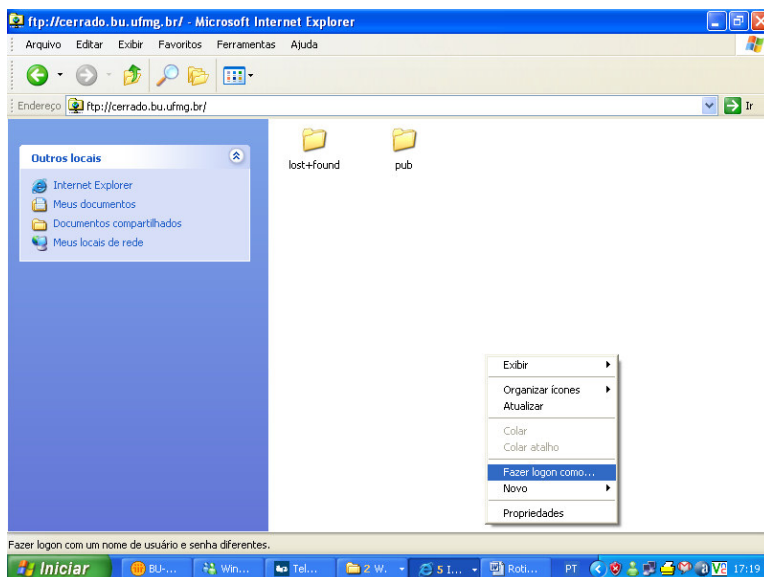 ftp://cerrado.bu.ufmg.br/ - Microsoft Internet Explorer
Arquivo Editar Exibir Favoritos Ferramentas Ajuda
Endereço ftp://cerrado.bu.ufmg.br/ Ir
Outros locais
Internet Explorer
Meus documentos
Documentos compartilhados
Meus locais de rede
lost+found pub
Exibir
Organizar ícones
Atualizar
Colar
Colar atalho
Fazer logon como...
Novo
Propriedades
Fazer logon com um nome de usuário e senha diferentes.
Iniciar BU-... Win... Tel... 2 W. 5 I... Roti... PT V2 17:19